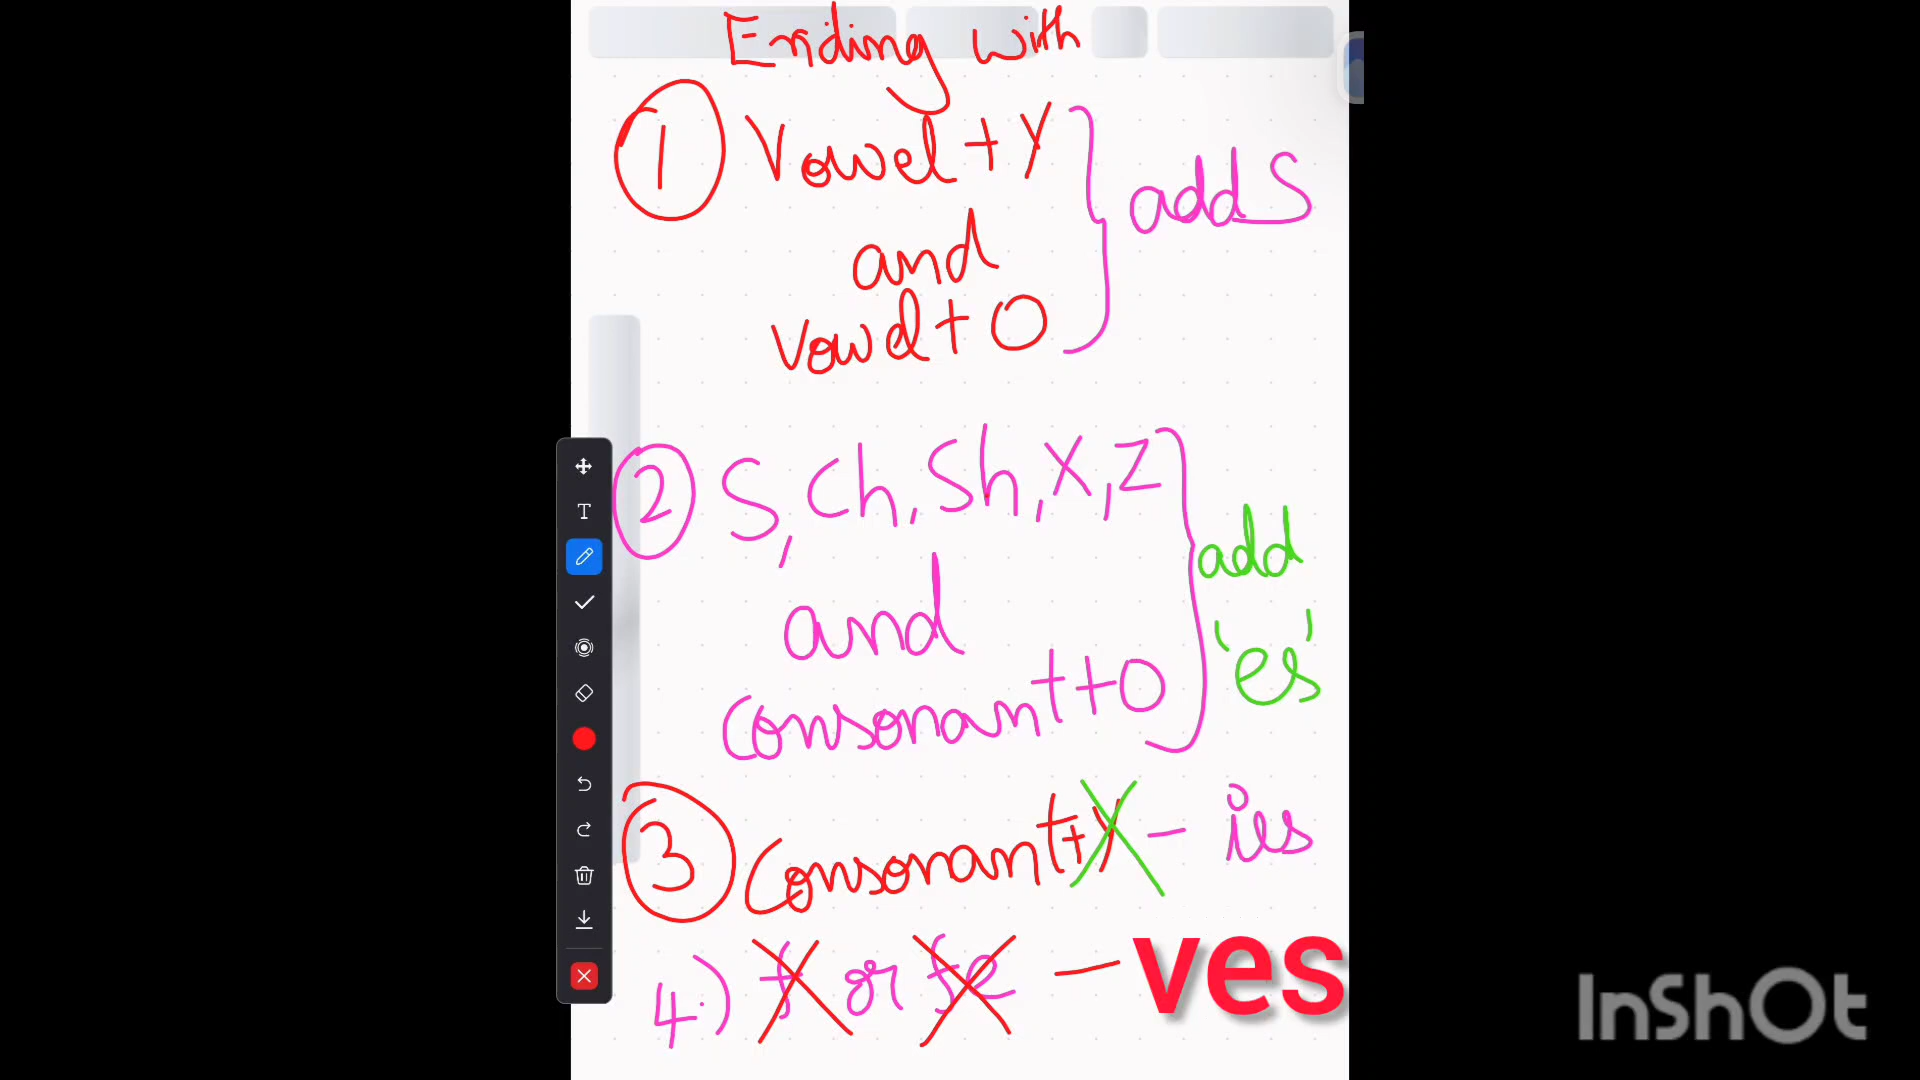 Ending with
1 Vowel + Y
add S
and
Vowel + O
2 S, Ch, Sh, X, Z
add
'es'
and
Consonant + O
3 Consonant + Y - ies
4.) f or fe - ves
InShOt